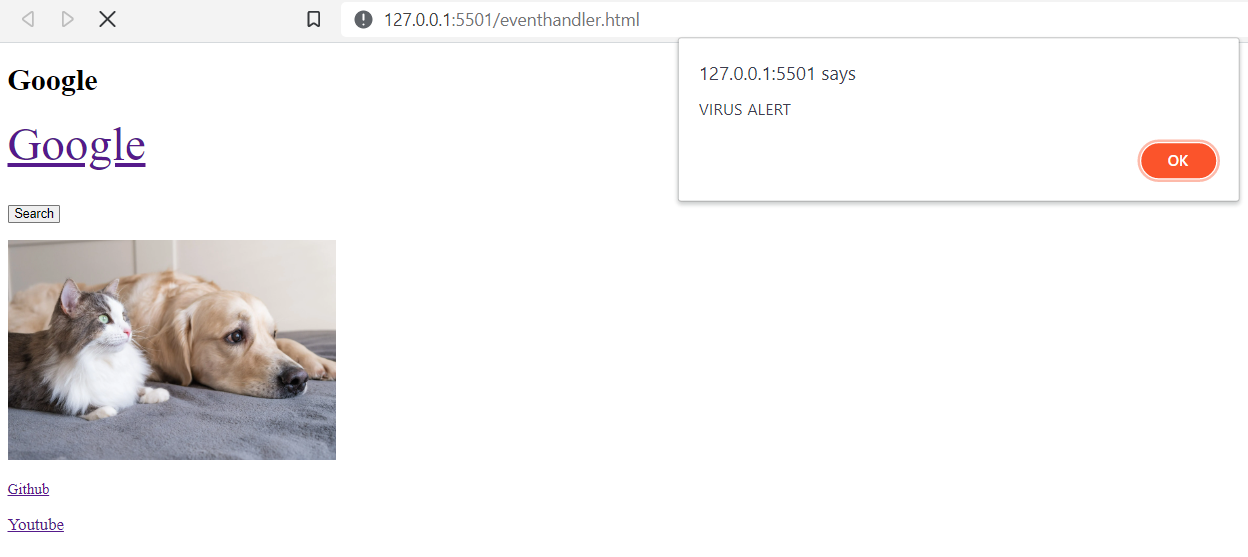 127.0.0.1:5501/eventhandler.html
127.0.0.1:5501 says
VIRUS ALERT
OK
Google
Google
Search
Github
Youtube